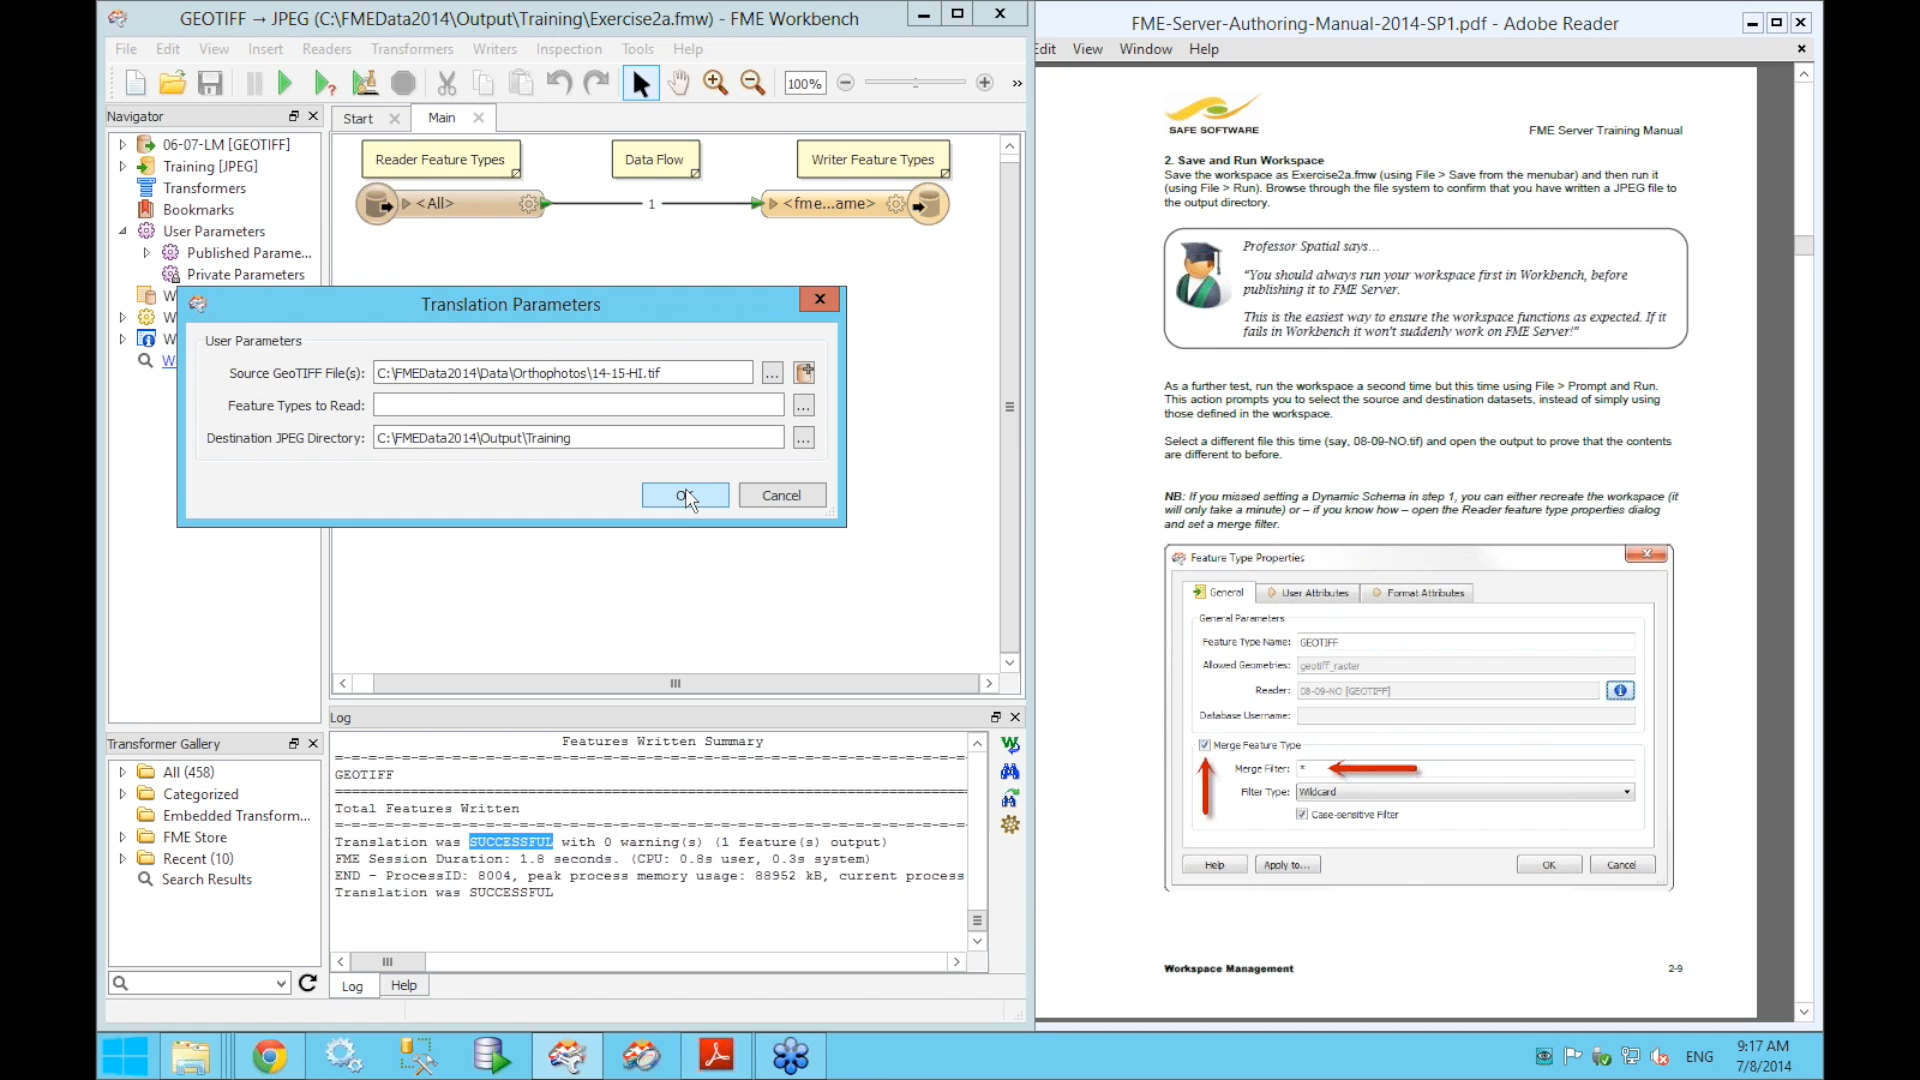 GEOTIFF → JPEG (C:\FMEData2014\Output\Training\Exercise2a.fmw) - FME Workbench
File Edit View Insert Readers Transformers Writers Inspection Tools Help
100%
»
Navigator
06-07-LM [GEOTIFF]
Training [JPEG]
Transformers
Bookmarks
User Parameters
Published Parame...
Private Parameters
W
W
W
W
Start
Main
Reader Feature Types
Data Flow
Writer Feature Types
<All>
1
<fme...ame>
Translation Parameters
User Parameters
Source GeoTIFF File(s): C:\FMEData2014\Data\Orthophotos\14-15-HI.tif ...
Feature Types to Read: ...
Destination JPEG Directory: C:\FMEData2014\Output\Training ...
Cancel
Log
Features Written Summary
=-=-=-=-=-=-=-=-=-=-=-=-=-=-=-=-=-=-=-=-=-=-=-=-=-=-=-=-=-=-=-=-=-=-=-=-=-=
GEOTIFF
==========================================================================
Total Features Written
=-=-=-=-=-=-=-=-=-=-=-=-=-=-=-=-=-=-=-=-=-=-=-=-=-=-=-=-=-=-=-=-=-=-=-=-=-=
Translation was SUCCESSFUL with 0 warning(s) (1 feature(s) output)
FME Session Duration: 1.8 seconds. (CPU: 0.8s user, 0.3s system)
END - ProcessID: 8004, peak process memory usage: 88952 kB, current process
Translation was SUCCESSFUL
Log
Help
Transformer Gallery
All (458)
Categorized
Embedded Transform...
FME Store
Recent (10)
Search Results
FME-Server-Authoring-Manual-2014-SP1.pdf - Adobe Reader
Edit View Window Help
SAFE SOFTWARE
FME Server Training Manual
2. Save and Run Workspace
Save the workspace as Exercise2a.fmw (using File > Save from the menubar) and then run it
(using File > Run). Browse through the file system to confirm that you have written a JPEG file to
the output directory.
Professor Spatial says...
"You should always run your workspace first in Workbench, before
publishing it to FME Server.
This is the easiest way to ensure the workspace functions as expected. If it
fails in Workbench it won't suddenly work on FME Server!"
As a further test, run the workspace a second time but this time using File > Prompt and Run.
This action prompts you to select the source and destination datasets, instead of simply using
those defined in the workspace.
Select a different file this time (say, 08-09-NO.tif) and open the output to prove that the contents
are different to before.
NB: If you missed setting a Dynamic Schema in step 1, you can either recreate the workspace (it
will only take a minute) or – if you know how – open the Reader feature type properties dialog
and set a merge filter.
Feature Type Properties
General User Attributes Format Attributes
General Parameters
Feature Type Name: GEOTIFF
Allowed Geometries: geotiff_raster
Reader: 08-09-NO [GEOTIFF]
Database Username:
Merge Feature Type
Merge Filter: *
Filter Type: Wildcard
Case-sensitive Filter
Help Apply to... OK Cancel
Workspace Management
2-9
ENG
9:17 AM
7/8/2014